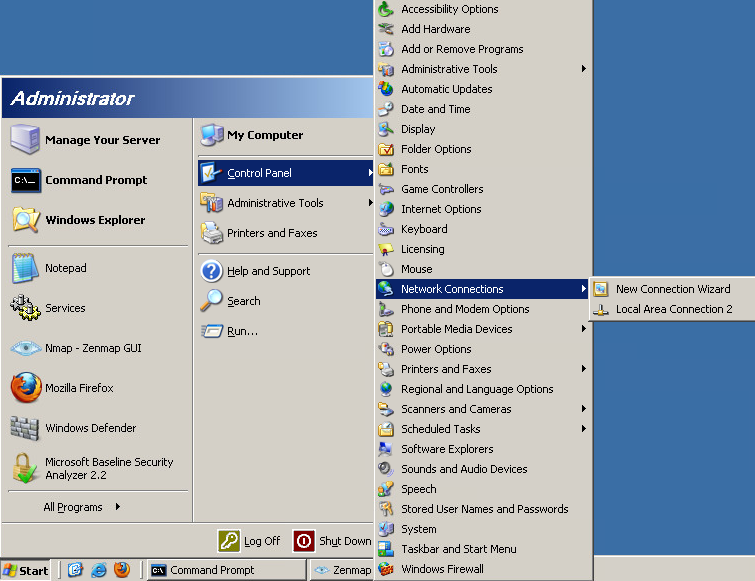 Administrator
Manage Your Server
Command Prompt
Windows Explorer
Notepad
Services
Nmap - Zenmap GUI
Mozilla Firefox
Windows Defender
Microsoft Baseline Security
Analyzer 2.2
All Programs
My Computer
Control Panel
Administrative Tools
Printers and Faxes
Help and Support
Search
Run...
Log Off
Shut Down
Accessibility Options
Add Hardware
Add or Remove Programs
Administrative Tools
Automatic Updates
Date and Time
Display
Folder Options
Fonts
Game Controllers
Internet Options
Keyboard
Licensing
Mouse
Network Connections
Phone and Modem Options
Portable Media Devices
Power Options
Printers and Faxes
Regional and Language Options
Scanners and Cameras
Scheduled Tasks
Software Explorers
Sounds and Audio Devices
Speech
Stored User Names and Passwords
System
Taskbar and Start Menu
Windows Firewall
New Connection Wizard
Local Area Connection 2
Start
Command Prompt
Zenmap